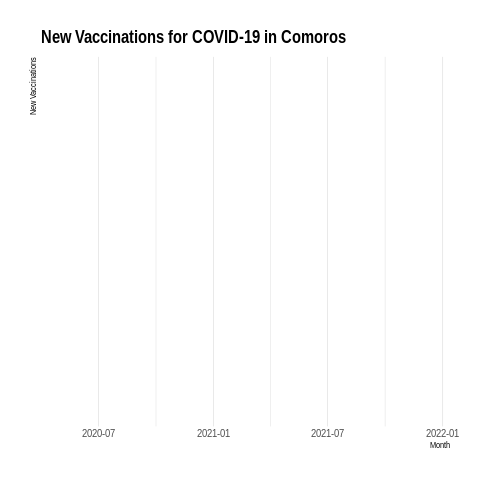 New Vaccinations for COVID-19 in Comoros
New Vaccinations
2020-07
2021-01
2021-07
2022-01
Month